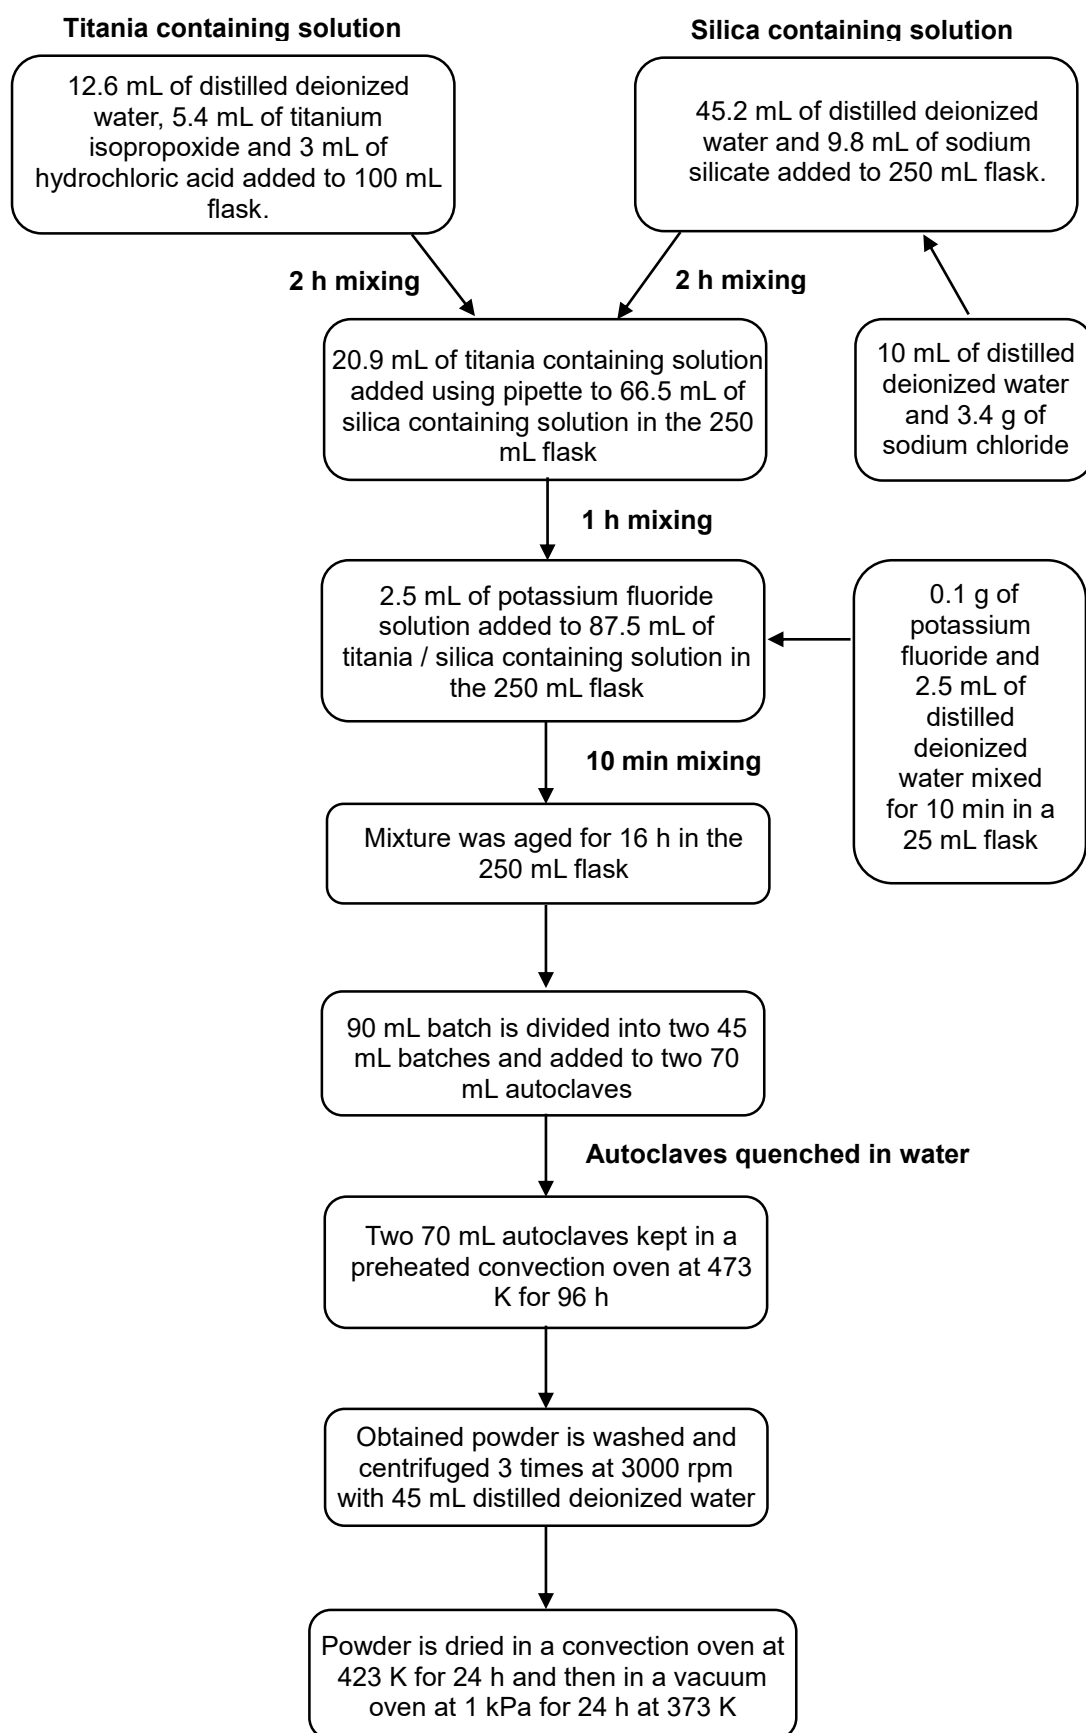 Titania containing solution
Silica containing solution
12.6 mL of distilled deionized
water, 5.4 mL of titanium
isopropoxide and 3 mL of
hydrochloric acid added to 100 mL
flask.
45.2 mL of distilled deionized
water and 9.8 mL of sodium
silicate added to 250 mL flask.
2 h mixing
2 h mixing
20.9 mL of titania containing solution
added using pipette to 66.5 mL of
silica containing solution in the 250
mL flask
10 mL of distilled
deionized water
and 3.4 g of
sodium chloride
1 h mixing
2.5 mL of potassium fluoride
solution added to 87.5 mL of
titania / silica containing solution in
the 250 mL flask
0.1 g of
potassium
fluoride and
2.5 mL of
distilled
deionized
water mixed
for 10 min in a
25 mL flask
10 min mixing
Mixture was aged for 16 h in the
250 mL flask
90 mL batch is divided into two 45
mL batches and added to two 70
mL autoclaves
Autoclaves quenched in water
Two 70 mL autoclaves kept in a
preheated convection oven at 473
K for 96 h
Obtained powder is washed and
centrifuged 3 times at 3000 rpm
with 45 mL distilled deionized water
Powder is dried in a convection oven at
423 K for 24 h and then in a vacuum
oven at 1 kPa for 24 h at 373 K